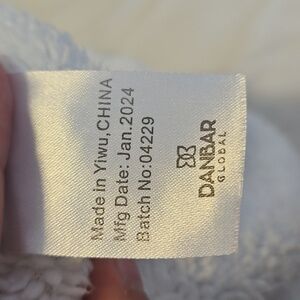 Made in Yiwu,CHINA
Mfg Date: Jan.2024
Batch No:04229
DANBAR
GLOBAL